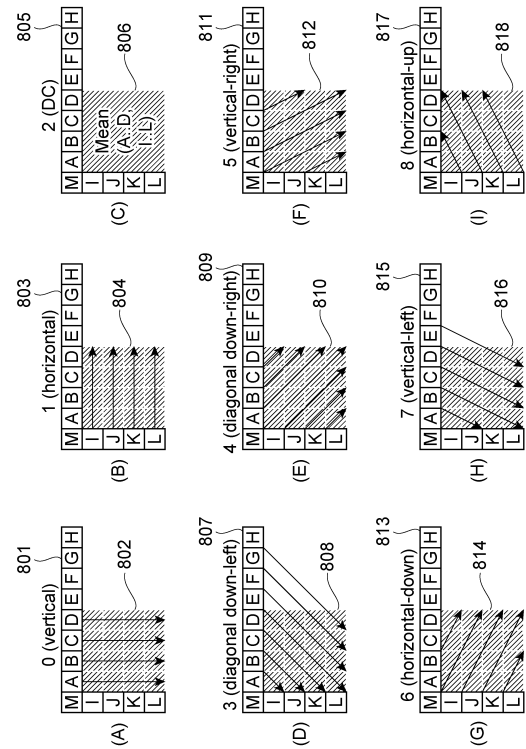 0 (vertical)
801
M A B C D E F G H
I
J
K
L
802
(A)
1 (horizontal)
803
M A B C D E F G H
I
J
K
L
804
(B)
2 (DC)
805
M A B C D E F G H
I
J
K
L
Mean
(A..D,
I..L)
806
(C)
3 (diagonal down-left)
807
M A B C D E F G H
I
J
K
L
808
(D)
4 (diagonal down-right)
809
M A B C D E F G H
I
J
K
L
810
(E)
5 (vertical-right)
811
M A B C D E F G H
I
J
K
L
812
(F)
6 (horizontal-down)
813
M A B C D E F G H
I
J
K
L
814
(G)
7 (vertical-left)
815
M A B C D E F G H
I
J
K
L
816
(H)
8 (horizontal-up)
817
M A B C D E F G H
I
J
K
L
818
(I)